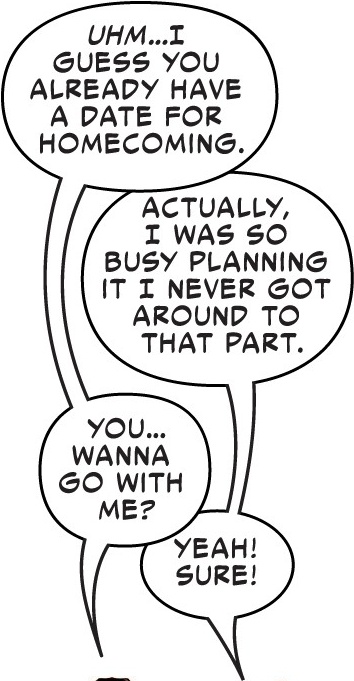 UHM...I
GUESS YOU
ALREADY HAVE
A DATE FOR
HOMECOMING.
ACTUALLY,
I WAS SO
BUSY PLANNING
IT I NEVER GOT
AROUND TO
THAT PART.
YOU...
WANNA
GO WITH
ME?
YEAH!
SURE!